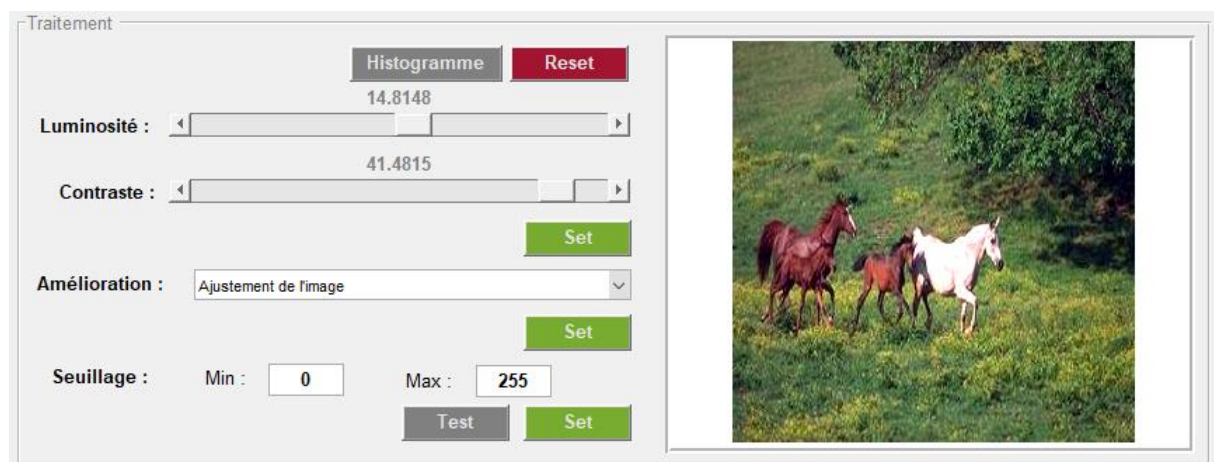 Traitement
Histogramme Reset
14.8148
Luminosité :
41.4815
Contraste :
Set
Amélioration : Ajustement de l'image
Set
Seuillage : Min : 0 Max : 255
Test Set